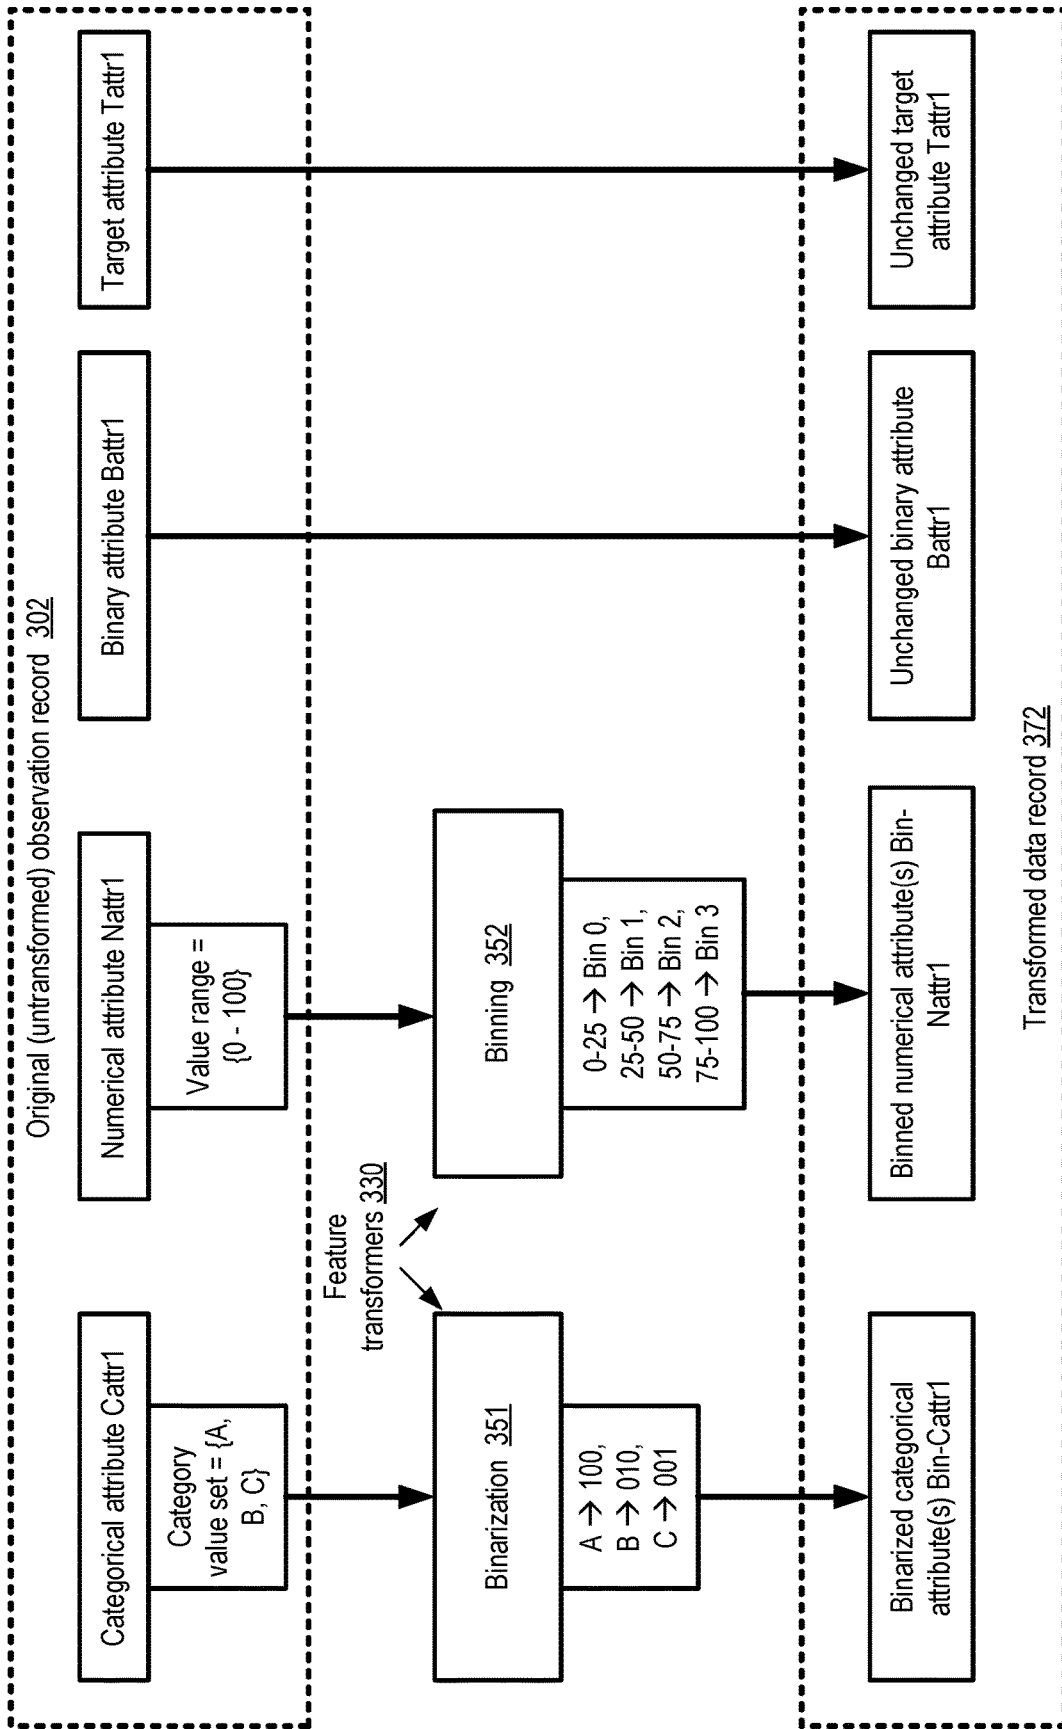 Original (untransformed) observation record 302
Categorical attribute Cattr1
Category
value set = {A,
B, C}
Numerical attribute Nattr1
Value range =
{0 - 100}
Binary attribute Battr1
Target attribute Tattr1
Feature
transformers 330
Binarization 351
A → 100,
B → 010,
C → 001
Binning 352
0-25 → Bin 0,
25-50 → Bin 1,
50-75 → Bin 2,
75-100 → Bin 3
Binarized categorical
attribute(s) Bin-Cattr1
Binned numerical attribute(s) Bin-
Nattr1
Unchanged binary attribute
Battr1
Unchanged target
attribute Tattr1
Transformed data record 372